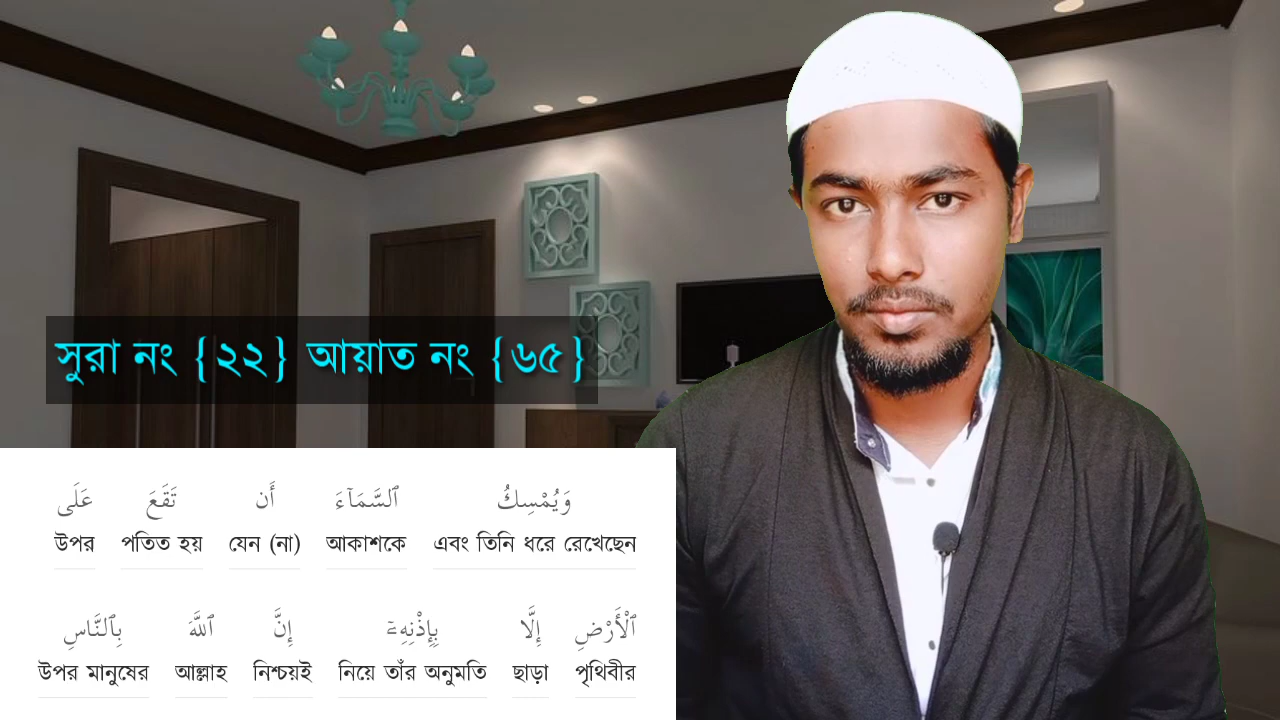 সুরা নং {২২} আয়াত নং {৬৫}
وَيُمْسِكُ ٱلسَّمَآءَ أَن تَقَعَ عَلَى
এবং তিনি ধরে রেখেছেন আকাশকে যেন (না) পতিত হয় উপর
ٱلْأَرْضِ إِلَّا بِإِذْنِهِۦٓ إِنَّ ٱللَّهَ بِٱلنَّاسِ
পৃথিবীর ছাড়া নিয়ে তাঁর অনুমতি নিশ্চয়ই আল্লাহ উপর মানুষের